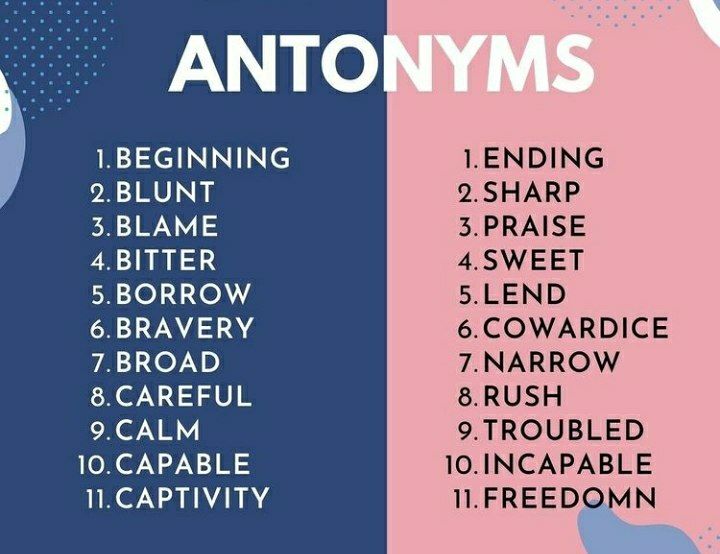 ANTONYMS
1. BEGINNING
2. BLUNT
3. BLAME
4. BITTER
5. BORROW
6. BRAVERY
7. BROAD
8. CAREFUL
9. CALM
10. CAPABLE
11. CAPTIVITY
1. ENDING
2. SHARP
3. PRAISE
4. SWEET
5. LEND
6. COWARDICE
7. NARROW
8. RUSH
9. TROUBLED
10. INCAPABLE
11. FREEDOMN